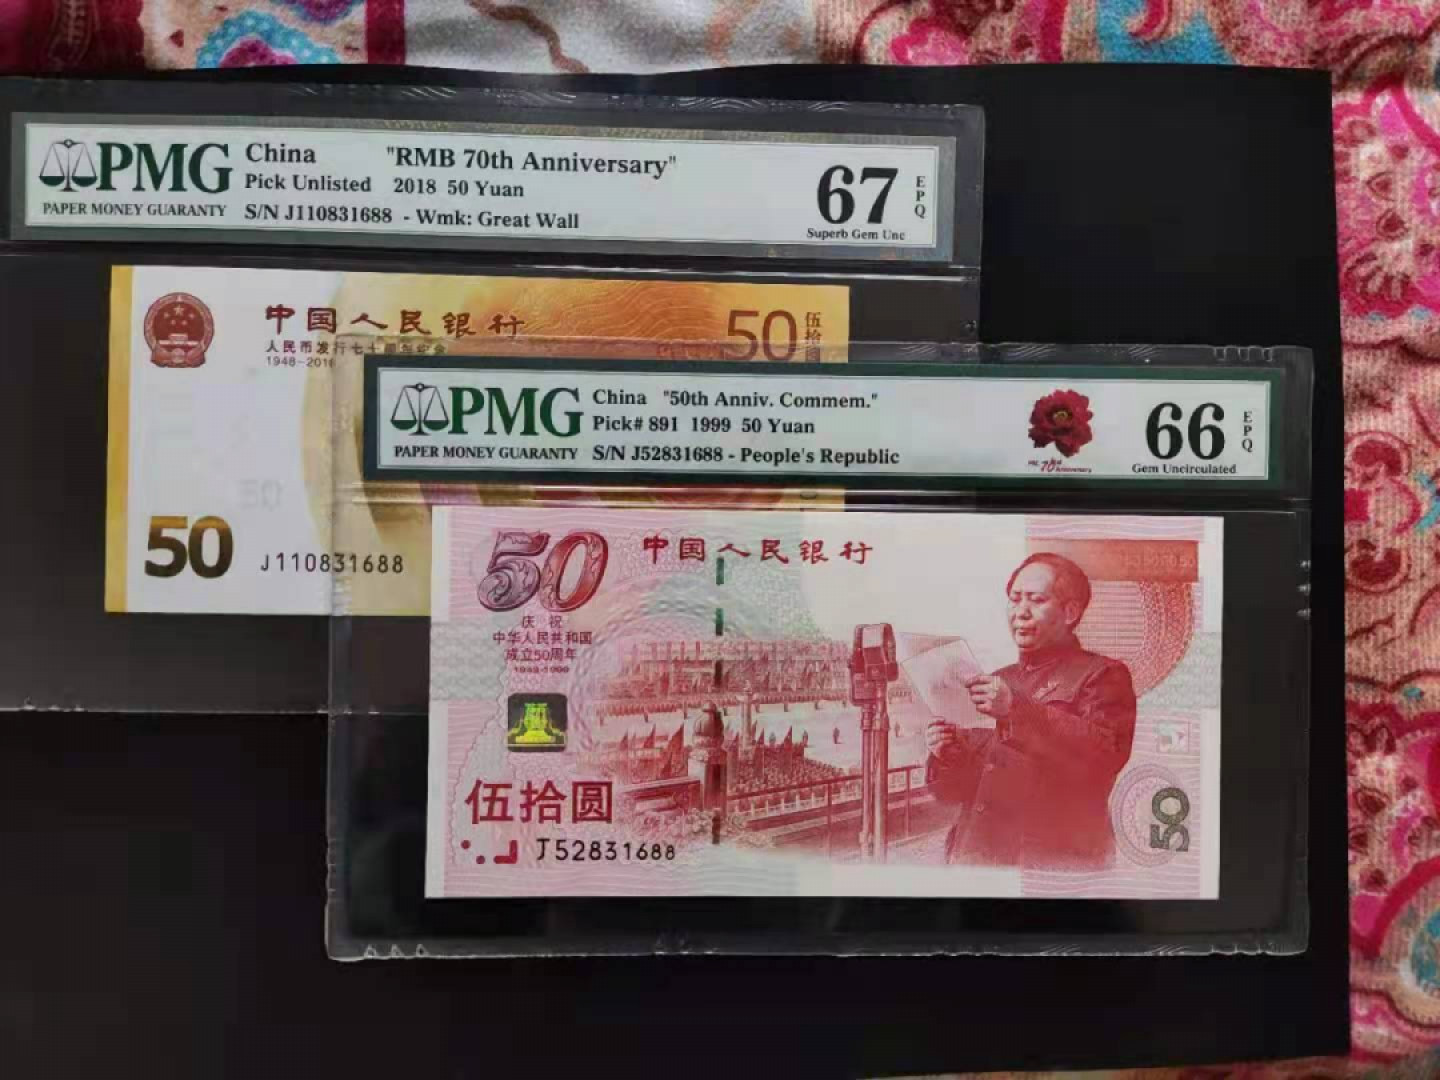 PMG
PAPER MONEY GUARANTY
China "RMB 70th Anniversary"
Pick Unlisted 2018 50 Yuan
S/N J110831688 - Wmk: Great Wall
67
EPQ
Superb Gem Unc
中国人民银行
人民币发行七十周年纪念
50
伍拾
50
J110831688
PMG
PAPER MONEY GUARANTY
China "50th Anniv. Commem."
Pick# 891 1999 50 Yuan
S/N J52831688 - People's Republic
66
EPQ
Gem Uncirculated
50
中国人民银行
庆祝
中华人民共和国
成立50周年
1949-1999
伍拾圆
J52831688
50